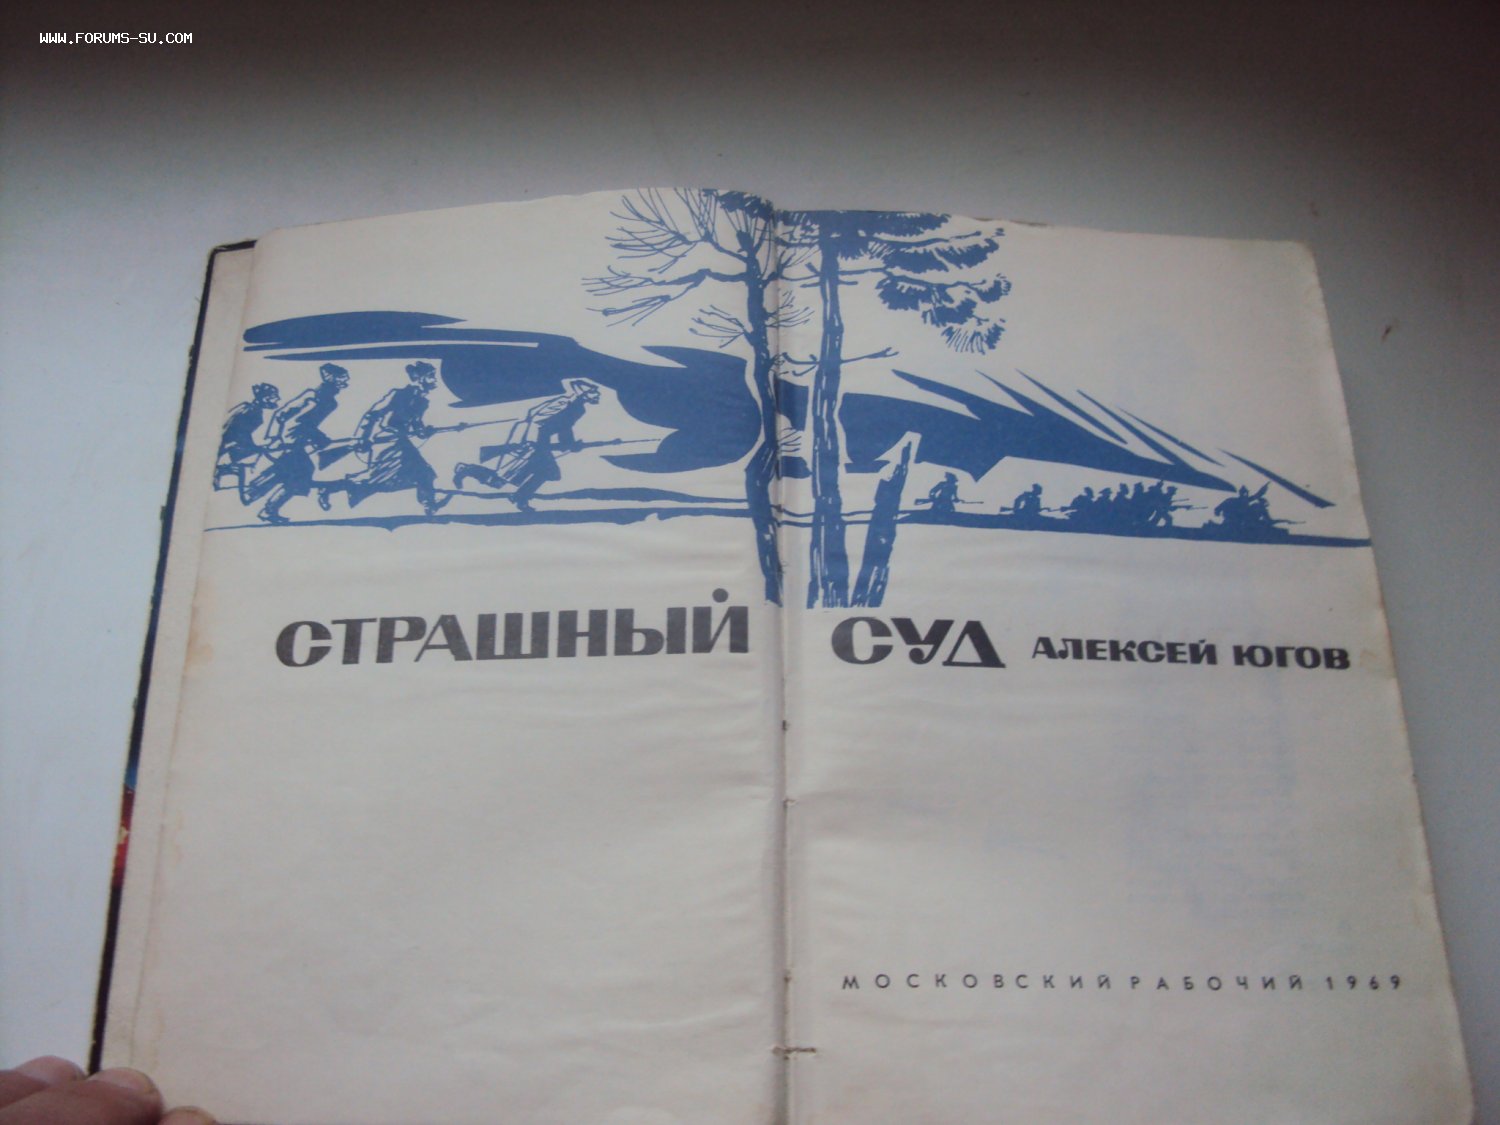 WWW.FORUMS-SU.COM
СТРАШНЫЙ СУД АЛЕКСЕЙ ЮГОВ
МОСКОВСКИЙ РАБОЧИЙ 1969